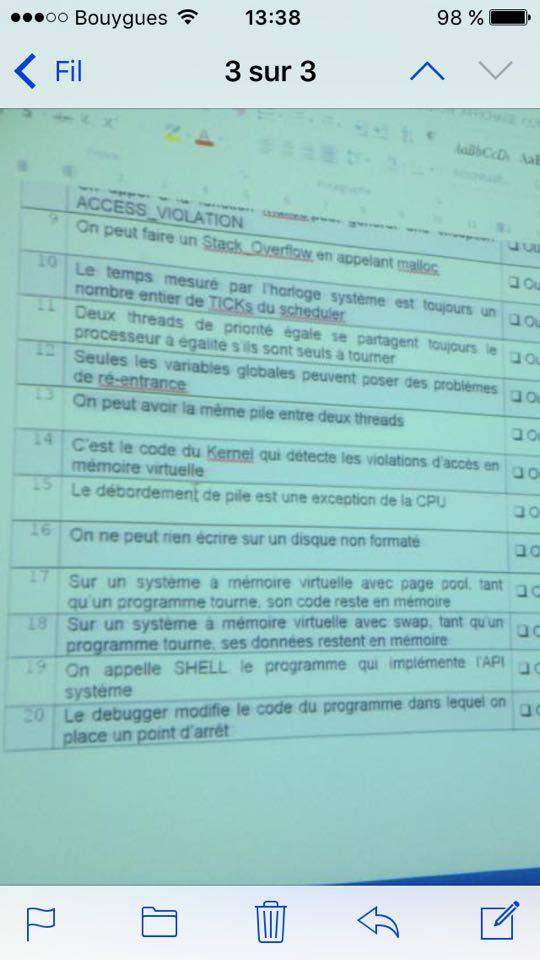 Bouygues 13:38 98 %
Fil 3 sur 3
AaBbCcDt AaB
ACCESS_VIOLATION
9 On peut faire un Stack_Overflow en appelant malloc
10 Le temps mesuré par l'horloge système est toujours un
nombre entier de TICKs du scheduler
11 Deux threads de priorité égale se partagent toujours le
processeur à égalité s'ils sont seuls à tourner
12 Seules les variables globales peuvent poser des problèmes
de ré-entrance
13 On peut avoir la même pile entre deux threads
14 C'est le code du Kernel qui détecte les violations d'accès en
mémoire virtuelle
15 Le débordement de pile est une exception de la CPU
16 On ne peut rien écrire sur un disque non formaté
17 Sur un système à mémoire virtuelle avec page pool, tant
qu'un programme tourne, son code reste en mémoire
18 Sur un système à mémoire virtuelle avec swap, tant qu'un
programme tourne, ses données restent en mémoire
19 On appelle SHELL le programme qui implémente l'API
système
20 Le debugger modifie le code du programme dans lequel on
place un point d'arrêt